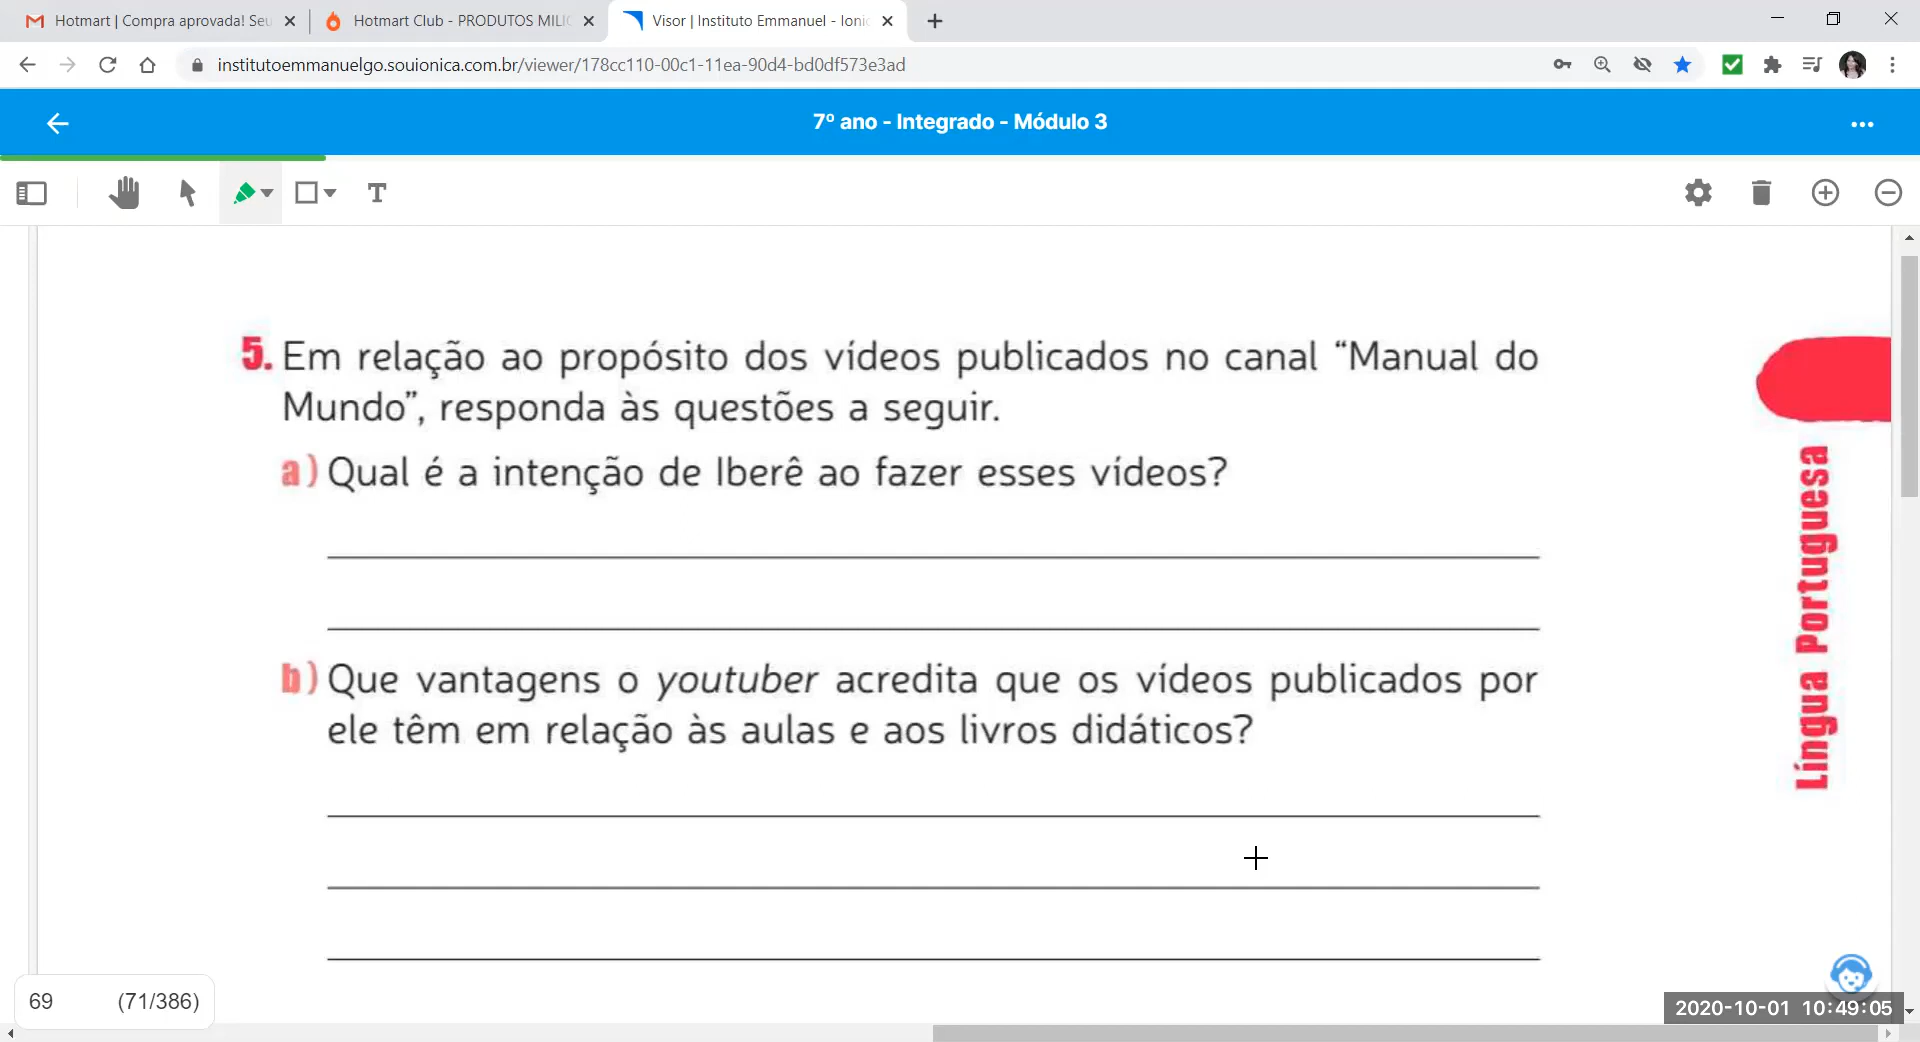 Hotmart | Compra aprovada! Seu
Hotmart Club - PRODUTOS MILI
Visor | Instituto Emmanuel - Ioni
institutoemmanuelgo.souionica.com.br/viewer/178cc110-00c1-11ea-90d4-bd0df573e3ad
7º ano - Integrado - Módulo 3
T
5. Em relação ao propósito dos vídeos publicados no canal “Manual do
Mundo”, responda às questões a seguir.
a) Qual é a intenção de Iberê ao fazer esses vídeos?
b) Que vantagens o youtuber acredita que os vídeos publicados por
ele têm em relação às aulas e aos livros didáticos?
Língua Portuguesa
69 (71/386)
2020-10-01 10:49:05